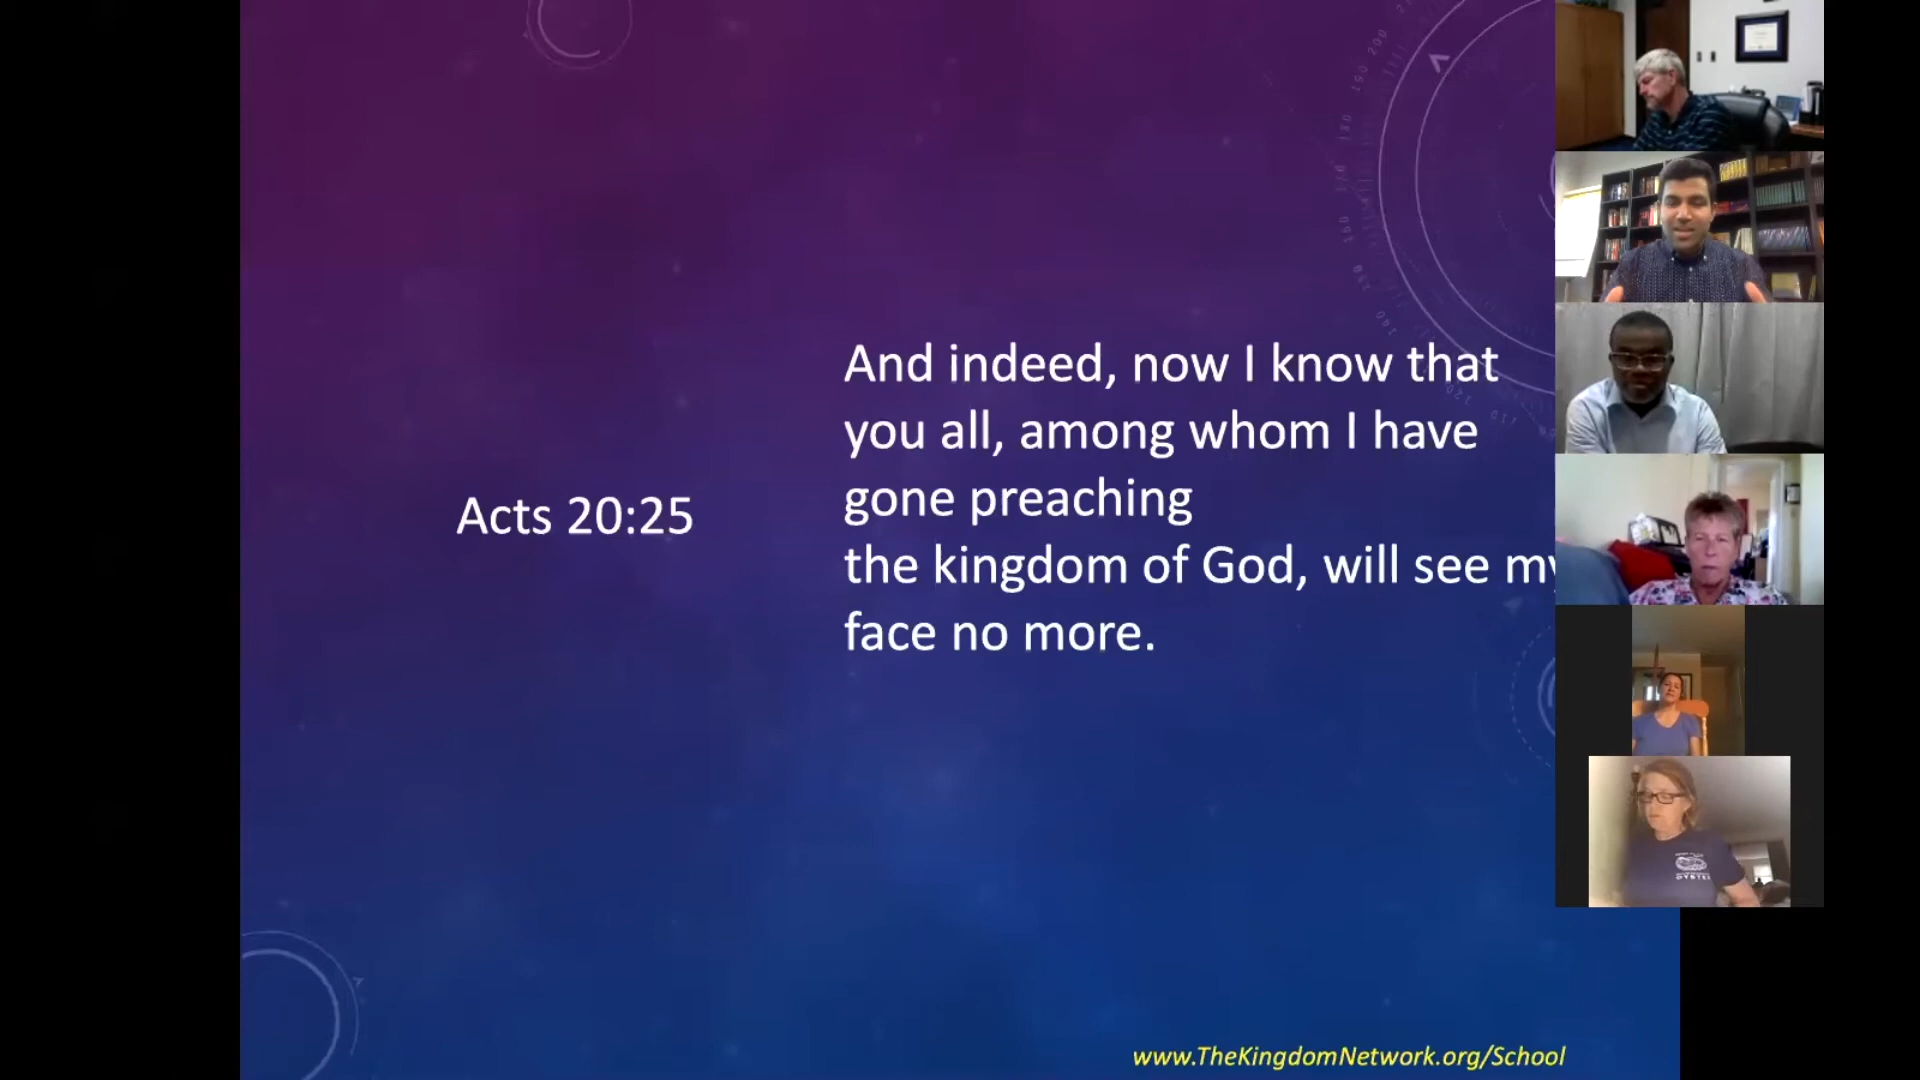 Acts 20:25
And indeed, now I know that
you all, among whom I have
gone preaching
the kingdom of God, will see my
face no more.
www.TheKingdomNetwork.org/School